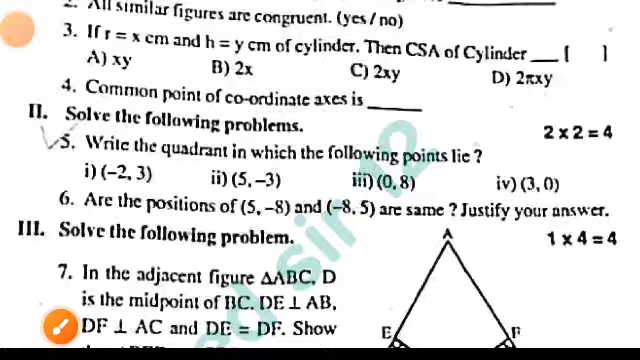 2. All similar figures are congruent. (yes / no)
3. If r = x cm and h = y cm of cylinder. Then CSA of Cylinder ___ [ ]
A) xy B) 2x C) 2xy D) 2πxy
4. Common point of co-ordinate axes is ______
II. Solve the following problems. 2 x 2 = 4
5. Write the quadrant in which the following points lie ?
i) (−2, 3) ii) (5, −3) iii) (0, 8) iv) (3, 0)
6. Are the positions of (5, −8) and (−8, 5) are same ? Justify your answer.
III. Solve the following problem. 1 x 4 = 4
A
7. In the adjacent figure ΔABC, D
is the midpoint of BC. DE ⊥ AB,
DF ⊥ AC and DE = DF. Show
E F
sir 12